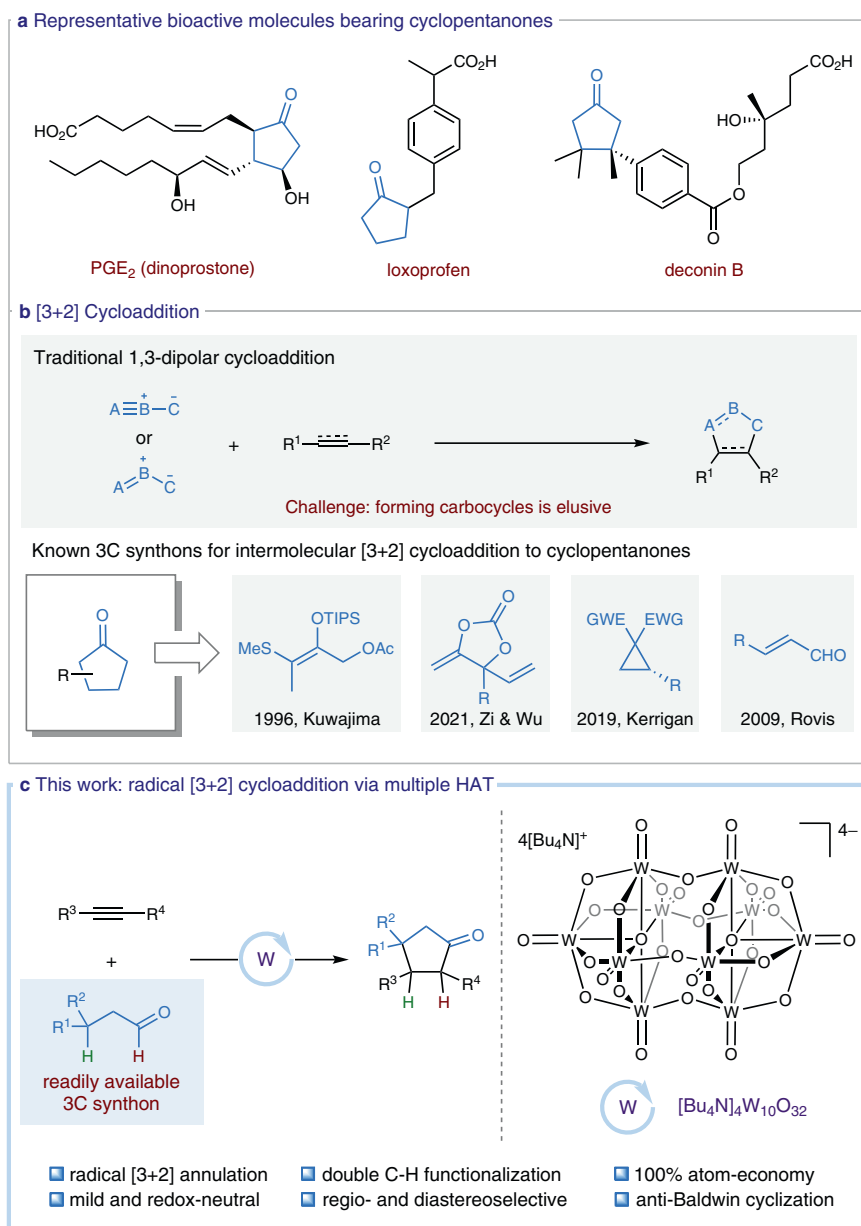 a Representative bioactive molecules bearing cyclopentanones
HO₂C
O
OH
OH
PGE₂ (dinoprostone)
CO₂H
O
loxoprofen
O
HO
CO₂H
O
O
deconin B
b [3+2] Cycloaddition
Traditional 1,3-dipolar cycloaddition
A≡B⁺–C⁻
or
A=B⁺–C⁻
+
R¹
R²
A B C
R¹ R²
Challenge: forming carbocycles is elusive
Known 3C synthons for intermolecular [3+2] cycloaddition to cyclopentanones
O
R
OTIPS
MeS
OAc
1996, Kuwajima
O
O O
R
2021, Zi & Wu
GWE EWG
R
2019, Kerrigan
R
CHO
2009, Rovis
c This work: radical [3+2] cycloaddition via multiple HAT
R³ R⁴
+
R²
R¹
O
H H
readily available
3C synthon
W
R²
R¹
O
R³ R⁴
H H
4[Bu₄N]⁺
4–
O O
W W
O O O
O O O O
O W W O
O=W O W=O
O W O W O
O O
O O
O O O
W W
O O
W
[Bu₄N]₄W₁₀O₃₂
radical [3+2] annulation
double C-H functionalization
100% atom-economy
mild and redox-neutral
regio- and diastereoselective
anti-Baldwin cyclization